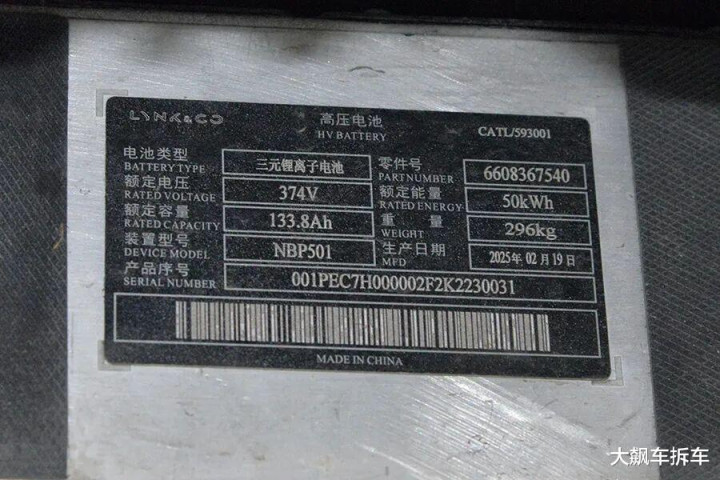 LYNK&CO
高压电池
HV BATTERY
CATL/593001
电池类型 三元锂离子电池 零件号 6608367540
BATTERY TYPE PARTNUMBER
额定电压 374V 额定能量 50kWh
RATED VOLTAGE RATED ENERGY
额定容量 133.8Ah 重量 296kg
RATED CAPACITY WEIGHT
装置型号 NBP501 生产日期 2025年 02月 19日
DEVICE MODEL MFD
产品序号 001PEC7H000002F2K2230031
SERIAL NUMBER
MADE IN CHINA
大飙车拆车